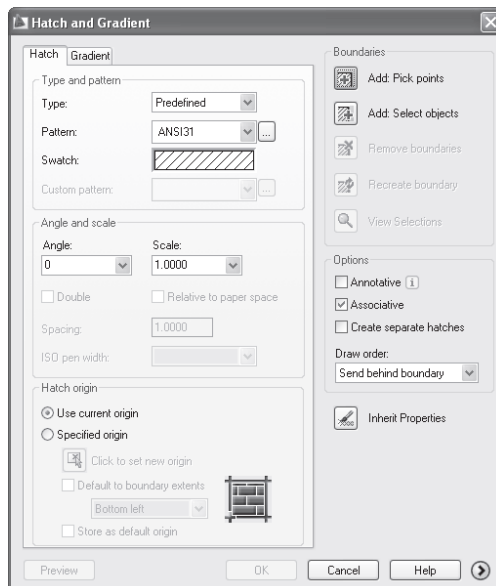 Hatch and Gradient
Hatch
Gradient
Type and pattern
Type:
Predefined
Pattern:
ANSI31
...
Swatch:
Custom pattern:
...
Angle and scale
Angle:
Scale:
0
1.0000
Double
Relative to paper space
Spacing:
1.0000
ISO pen width:
Hatch origin
Use current origin
Specified origin
Click to set new origin
Default to boundary extents
Bottom left
Store as default origin
Boundaries
Add: Pick points
Add: Select objects
Remove boundaries
Recreate boundary
View Selections
Options
Annotative
Associative
Create separate hatches
Draw order:
Send behind boundary
Inherit Properties
Preview
OK
Cancel
Help